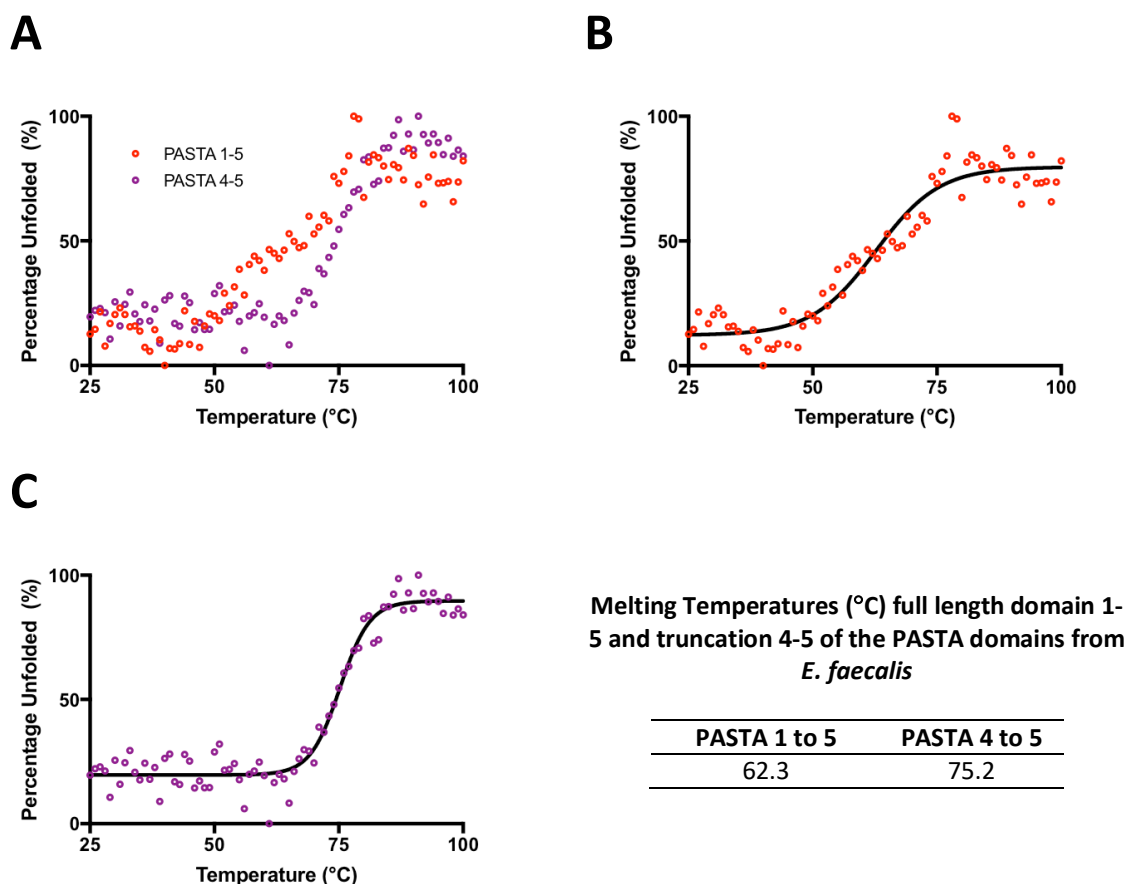 A
B
100
50
0
Percentage Unfolded (%)
PASTA 1-5
PASTA 4-5
25
50
75
100
Temperature (°C)
100
50
0
Percentage Unfolded (%)
25
50
75
100
Temperature (°C)
C
100
50
0
Percentage Unfolded (%)
25
50
75
100
Temperature (°C)
Melting Temperatures (°C) full length domain 1-
5 and truncation 4-5 of the PASTA domains from
E. faecalis
PASTA 1 to 5 PASTA 4 to 5
62.3 75.2